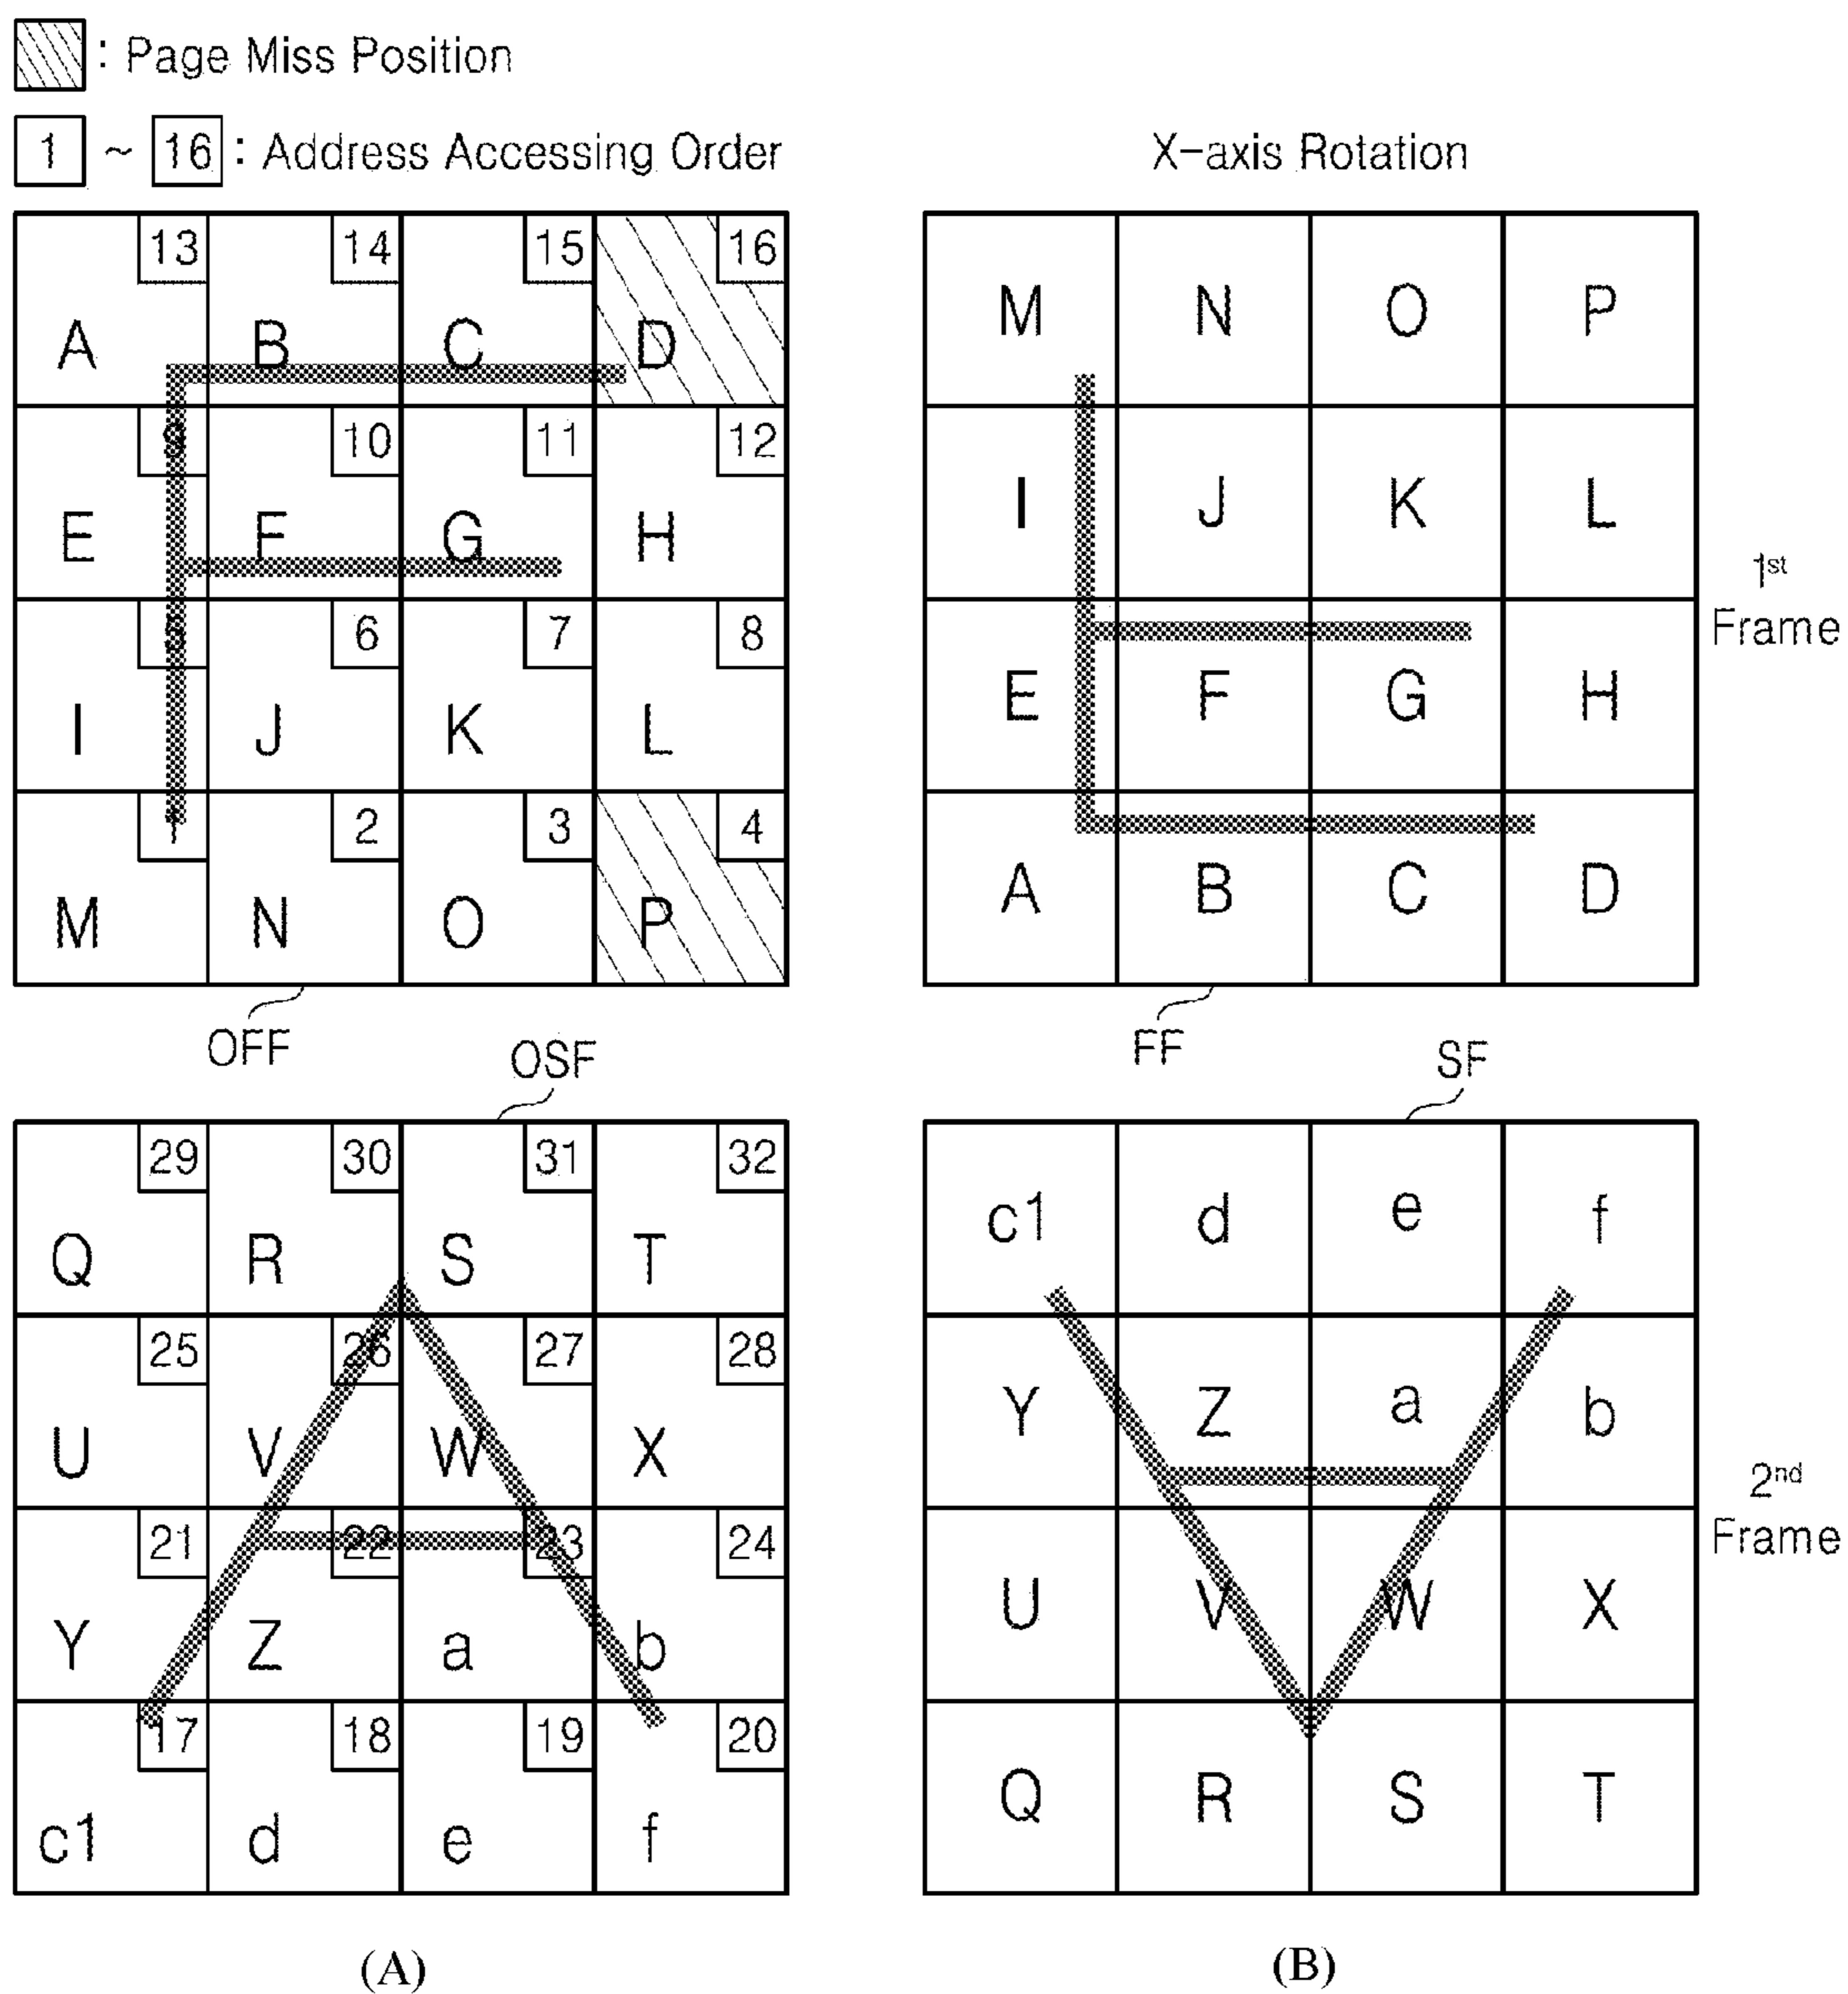 : Page Miss Position
1 ~ 16 : Address Accessing Order
X-axis Rotation
13 14 15 16
A B C D
9 10 11 12
E F G H
5 6 7 8
I J K L
1 2 3 4
M N O P
OFF
M N O P
I J K L
E F G H
A B C D
FF
1st
Frame
OSF
29 30 31 32
Q R S T
25 26 27 28
U V W X
21 22 23 24
Y Z a b
17 18 19 20
c1 d e f
(A)
SF
c1 d e f
Y Z a b
U V W X
Q R S T
2nd
Frame
(B)